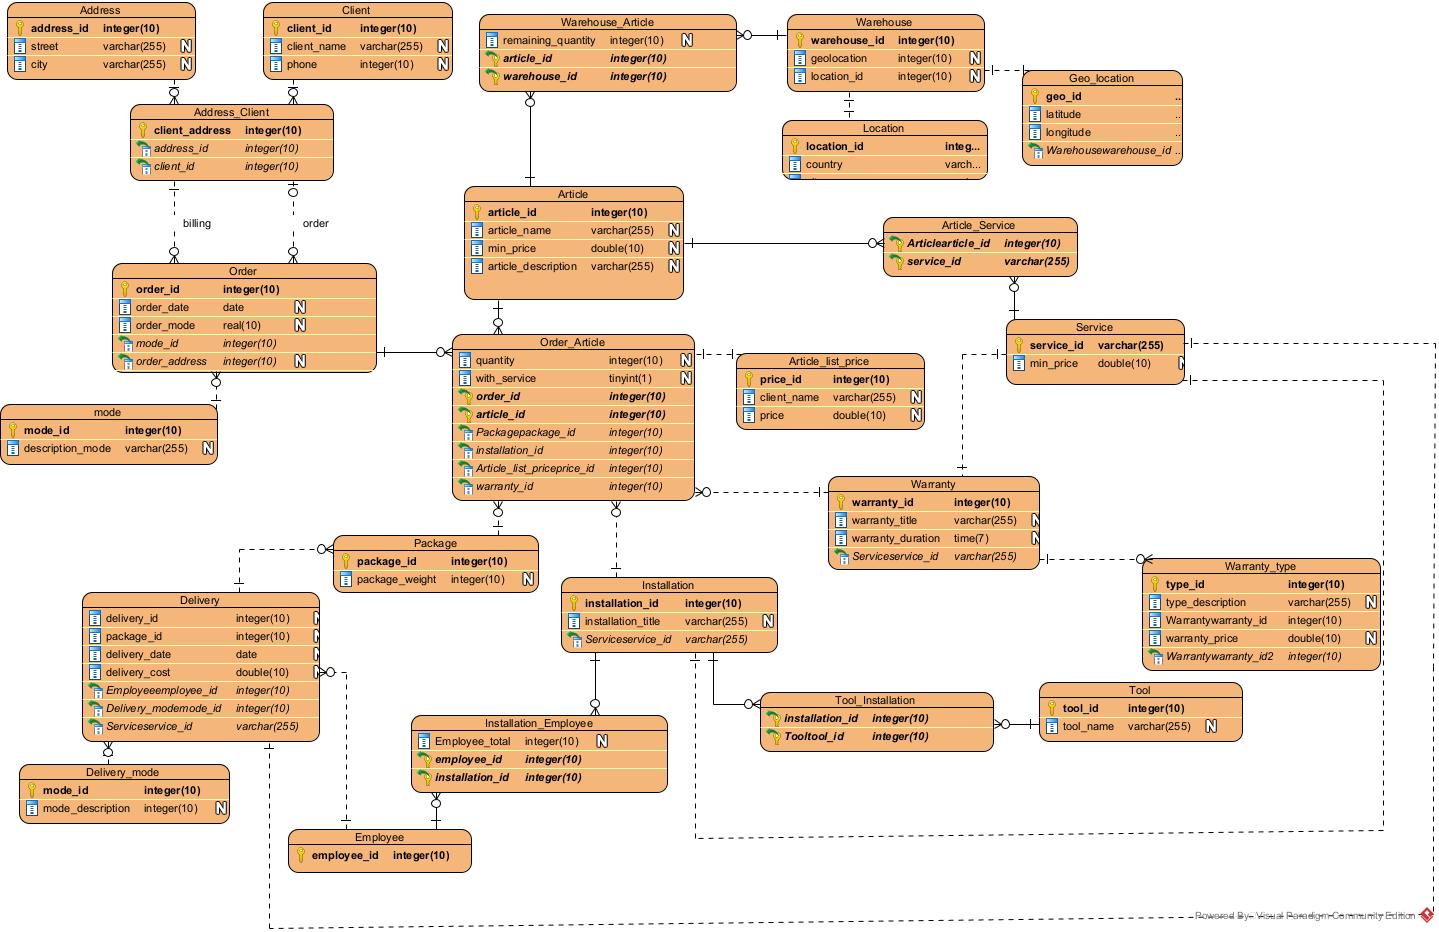 Address
address_id integer(10)
street varchar(255) N
city varchar(255) N
Client
client_id integer(10)
client_name varchar(255) N
phone integer(10) N
Warehouse_Article
remaining_quantity integer(10) N
article_id integer(10)
warehouse_id integer(10)
Warehouse
warehouse_id integer(10)
geolocation integer(10) N
location_id integer(10) N
Geo_location
geo_id ..
latitude ..
longitude ..
Warehousewarehouse_id ...
Address_Client
client_address integer(10)
address_id integer(10)
client_id integer(10)
Location
location_id integ...
country varch...
billing
order
Article
article_id integer(10)
article_name varchar(255) N
min_price double(10) N
article_description varchar(255) N
Article_Service
Articlearticle_id integer(10)
service_id varchar(255)
Order
order_id integer(10)
order_date date N
order_mode real(10) N
mode_id integer(10)
order_address integer(10) N
Order_Article
quantity integer(10) N
with_service tinyint(1) N
order_id integer(10)
article_id integer(10)
Packagepackage_id integer(10)
installation_id integer(10)
Article_list_priceprice_id integer(10)
warranty_id integer(10)
Article_list_price
price_id integer(10)
client_name varchar(255) N
price double(10) N
Service
service_id varchar(255)
min_price double(10) N
mode
mode_id integer(10)
description_mode varchar(255) N
Warranty
warranty_id integer(10)
warranty_title varchar(255) N
warranty_duration time(7) N
Serviceservice_id varchar(255)
Package
package_id integer(10)
package_weight integer(10) N
Warranty_type
type_id integer(10)
type_description varchar(255) N
Warrantywarranty_id integer(10)
warranty_price double(10) N
Warrantywarranty_id2 integer(10)
Installation
installation_id integer(10)
installation_title varchar(255) N
Serviceservice_id varchar(255)
Delivery
delivery_id integer(10) N
package_id integer(10) N
delivery_date date N
delivery_cost double(10) N
Employeeemployee_id integer(10)
Delivery_modemode_id integer(10)
Serviceservice_id varchar(255)
Tool_Installation
installation_id integer(10)
Tooltool_id integer(10)
Tool
tool_id integer(10)
tool_name varchar(255) N
Installation_Employee
Employee_total integer(10) N
employee_id integer(10)
installation_id integer(10)
Delivery_mode
mode_id integer(10)
mode_description integer(10) N
Employee
employee_id integer(10)
Powered By Visual Paradigm Community Edition